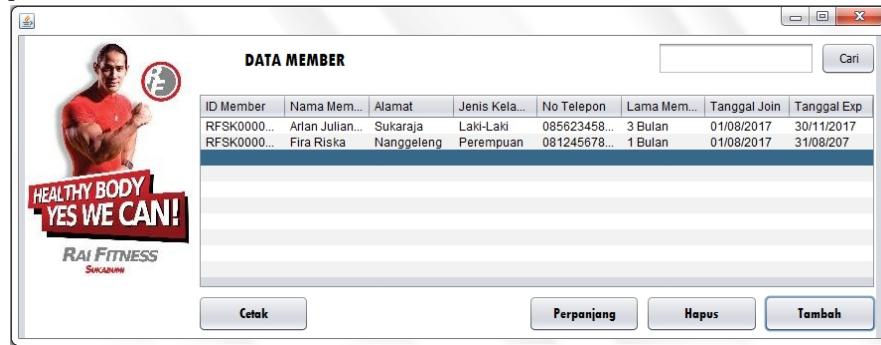 DATA MEMBER
Cari
ID Member Nama Mem... Alamat Jenis Kela... No Telepon Lama Mem... Tanggal Join Tanggal Exp
RFSK0000... Arlan Julian... Sukaraja Laki-Laki 085623458... 3 Bulan 01/08/2017 30/11/2017
RFSK0000... Fira Riska Nanggeleng Perempuan 081245678... 1 Bulan 01/08/2017 31/08/207
HEALTHY BODY
YES WE CAN!
RAI FITNESS
SUKABUMI
Cetak Perpanjang Hapus Tambah